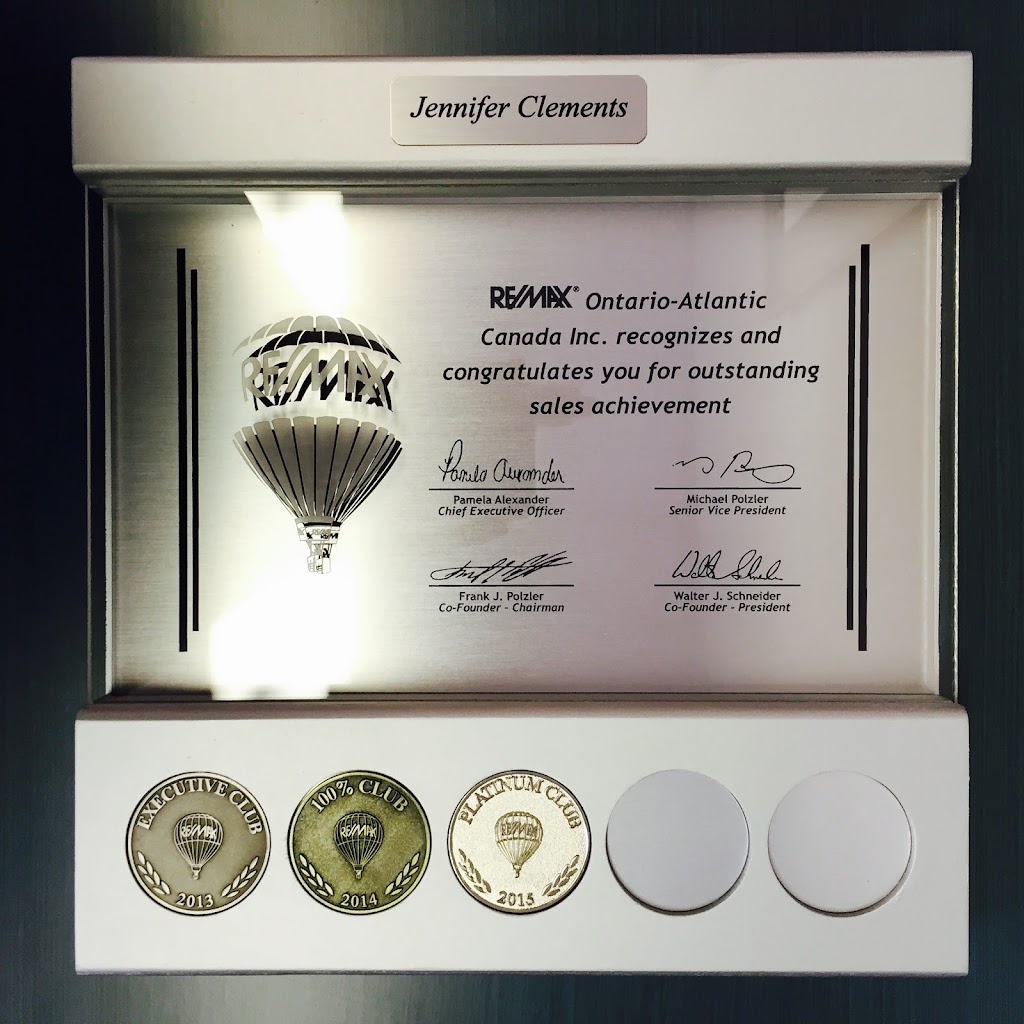 Jennifer Clements
RE/MAX
RE/MAX® Ontario-Atlantic
Canada Inc. recognizes and
congratulates you for outstanding
sales achievement
Pamela Alexander
Pamela Alexander
Chief Executive Officer
Michael Polzler
Senior Vice President
Frank J. Polzler
Co-Founder - Chairman
Walter J. Schneider
Co-Founder - President
EXECUTIVE CLUB
RE/MAX
2013
100% CLUB
RE/MAX
2014
PLATINUM CLUB
RE/MAX
2015